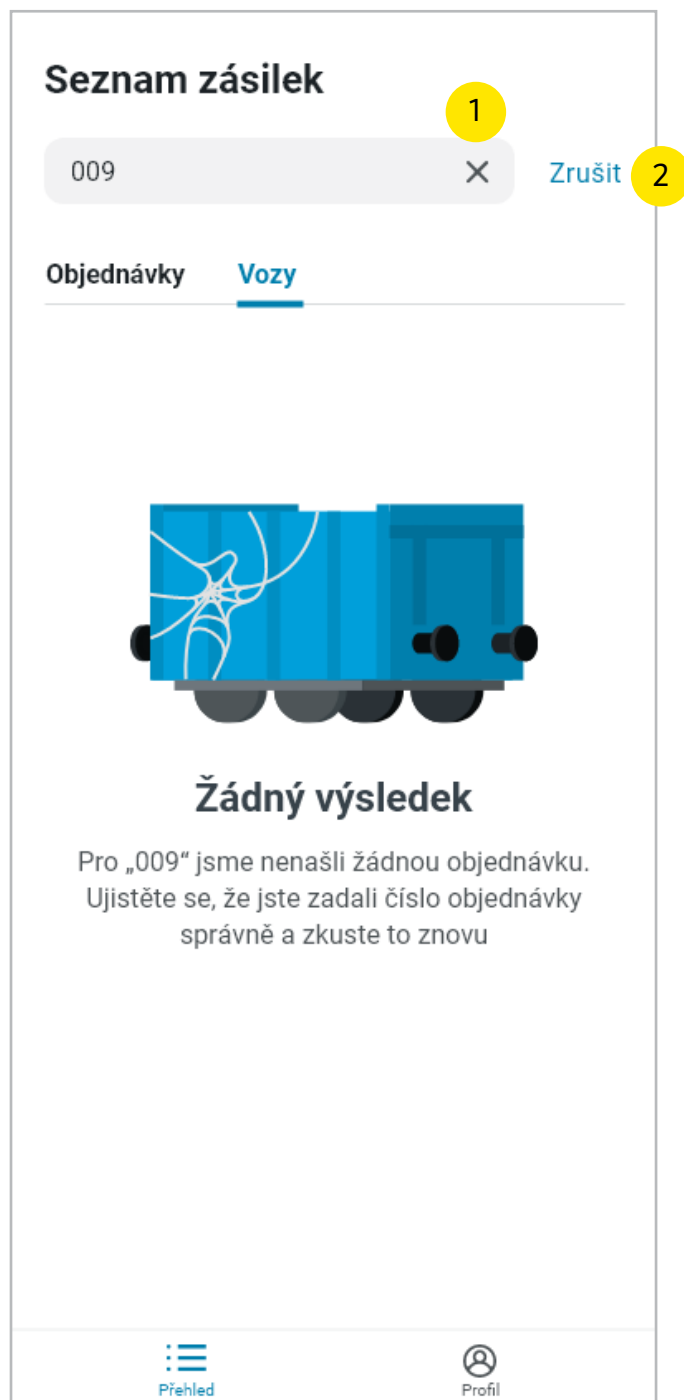 Seznam zásilek
1
009
Zrušit
2
Objednávky Vozy
Žádný výsledek
Pro „009“ jsme nenašli žádnou objednávku.
Ujistěte se, že jste zadali číslo objednávky
správně a zkuste to znovu
Přehled Profil